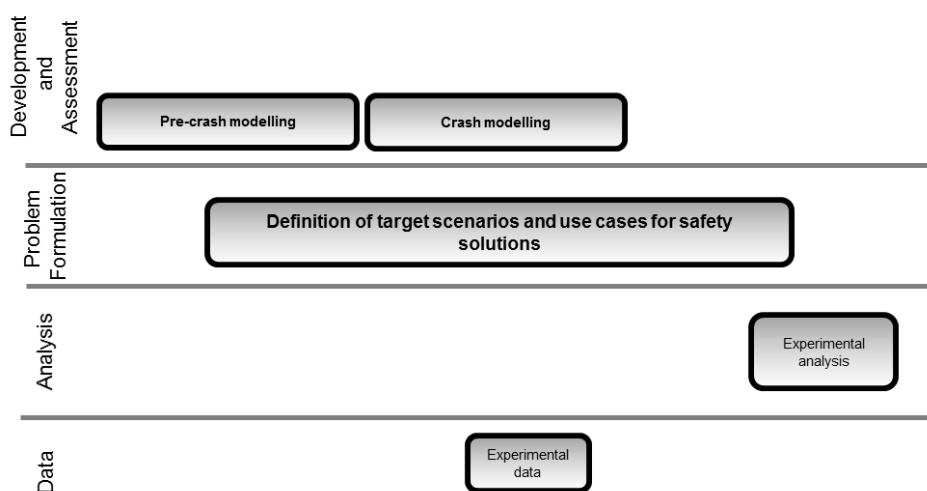 Development
and
Assessment
Pre-crash modelling
Crash modelling
Problem
Formulation
Definition of target scenarios and use cases for safety
solutions
Analysis
Experimental
analysis
Data
Experimental
data